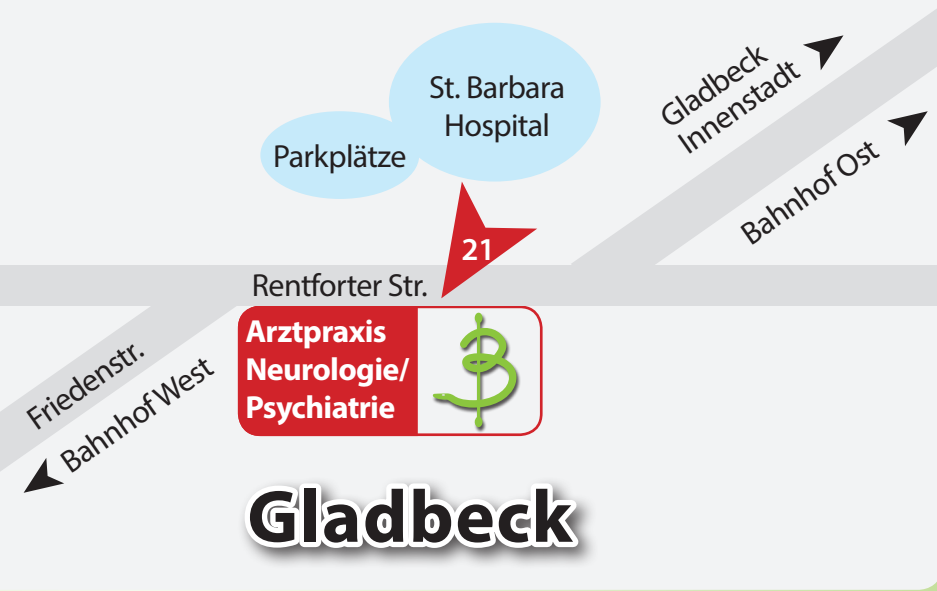 St. Barbara
Hospital
Parkplätze
Gladbeck
Innenstadt
Bahnhof Ost
21
Rentforter Str.
Arztpraxis
Neurologie/
Psychiatrie
Friedenstr.
Bahnhof West
Gladbeck